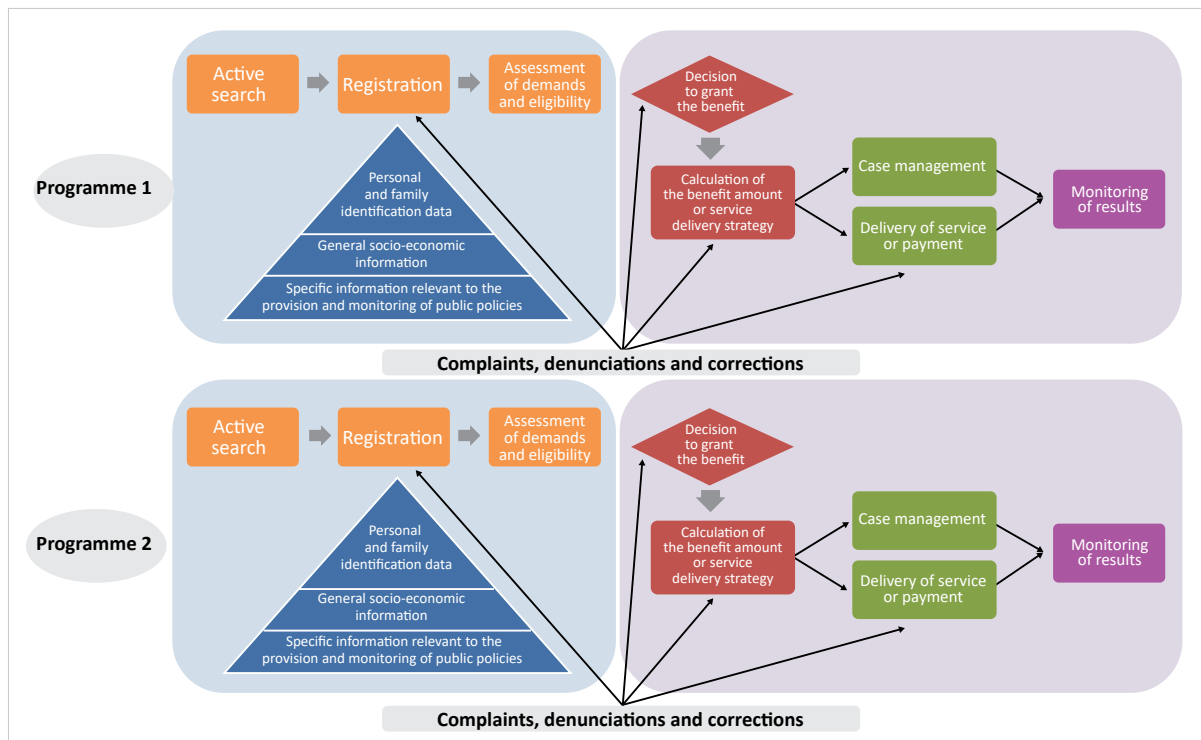 Active
search
Registration
Assessment
of demands
and eligibility
Decision
to grant
the benefit
Programme 1
Personal
and family
identification data
General socio-economic
information
Specific information relevant to the
provision and monitoring of public policies
Calculation of
the benefit amount
or service
delivery strategy
Case management
Delivery of service
or payment
Monitoring
of results
Complaints, denunciations and corrections
Active
search
Registration
Assessment
of demands
and eligibility
Decision
to grant
the benefit
Programme 2
Personal
and family
identification data
General socio-economic
information
Specific information relevant to the
provision and monitoring of public policies
Calculation of
the benefit amount
or service
delivery strategy
Case management
Delivery of service
or payment
Monitoring
of results
Complaints, denunciations and corrections